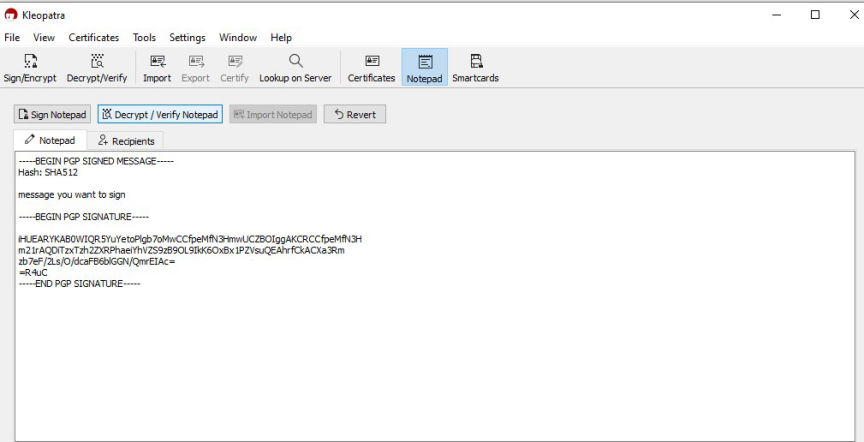 Kleopatra
File View Certificates Tools Settings Window Help
Sign/Encrypt Decrypt/Verify Import Export Certify Lookup on Server Certificates Notepad Smartcards
Sign Notepad Decrypt / Verify Notepad Import Notepad Revert
Notepad Recipients
-----BEGIN PGP SIGNED MESSAGE-----
Hash: SHA512
message you want to sign
-----BEGIN PGP SIGNATURE-----
iHUEARYKAB0WIQR5YuYetoPlgb7oMwCCfpeMfN3HmwUCZBOIggAKCRCCfpeMfN3H
m21rAQDiTzxTzh2ZXRPhaeiYhVZS9zB9OL9IkK6OxBx1PZVsuQEAhrfCkACXa3Rm
zb7eF/2Ls/O/dcaFB6blGGN/QmrEIAc=
=R4uC
-----END PGP SIGNATURE-----